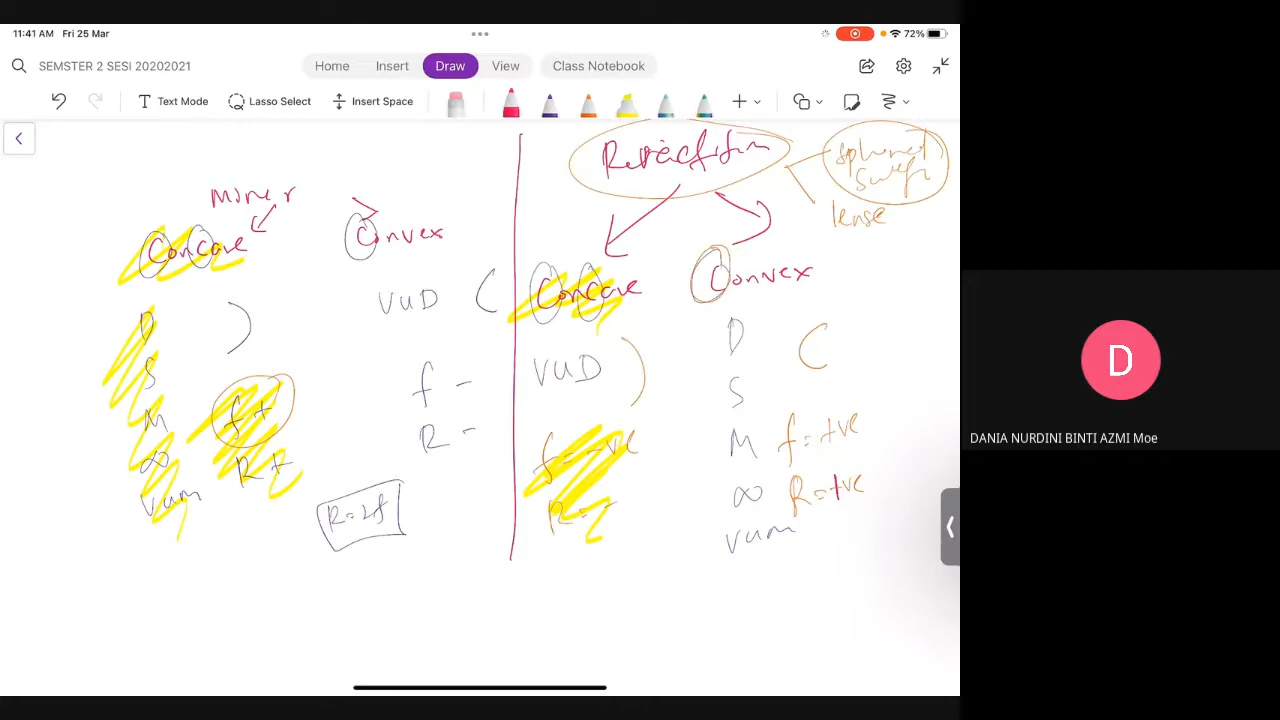 11:41 AM Fri 25 Mar
72%
SEMSTER 2 SESI 20202021
Home Insert Draw View Class Notebook
Text Mode Lasso Select Insert Space
Mirror
Concave
Convex
D
S
M
∞
VUM
f +
R +
VUD
f -
R -
R=2f
lense
Concave
VUD
f = -ve
R = -
Convex
D
S
M
∞
VUM
f = +ve
R = +ve
D
DANIA NURDINI BINTI AZMI Moe